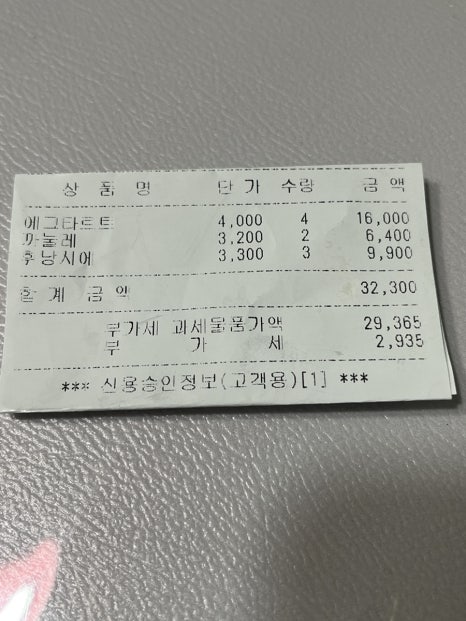 상 품 명 단 가 수량 금 액
에그타르트 4,000 4 16,000
까눌레 3,200 2 6,400
휘낭시에 3,300 3 9,900
합 계 금 액 32,300
부가세 과세물품가액 29,365
부 가 세 2,935
*** 신용승인정보(고객용)[1] ***